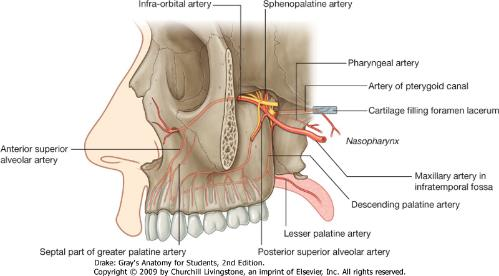 Infra-orbital artery
Sphenopalatine artery
Pharyngeal artery
Artery of pterygoid canal
Cartilage filling foramen lacerum
Nasopharynx
Anterior superior
alveolar artery
Maxillary artery in
infratemporal fossa
Descending palatine artery
Lesser palatine artery
Septal part of greater palatine artery
Posterior superior alveolar artery
Drake: Gray's Anatomy for Students, 2nd Edition.
Copyright © 2009 by Churchill Livingstone, an imprint of Elsevier, Inc. All rights reserved.